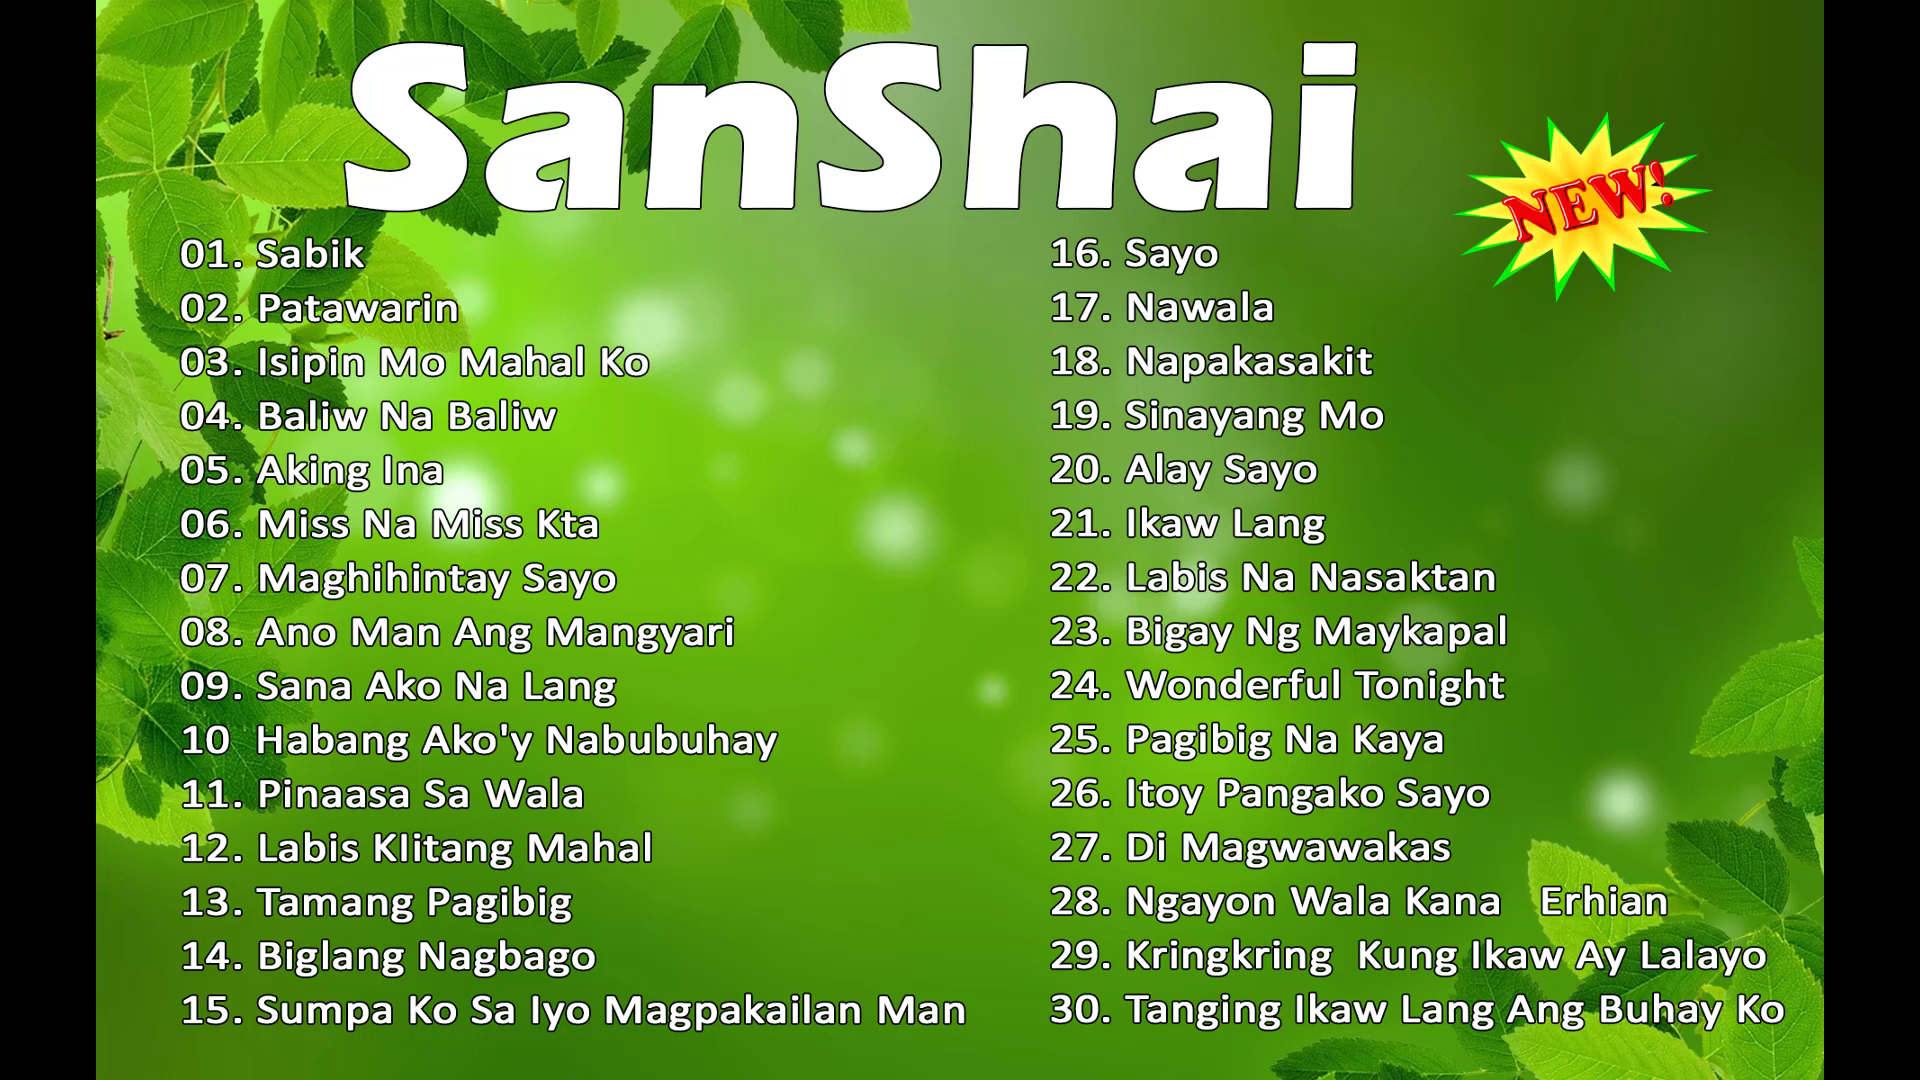 SanShai
NEW!
01. Sabik
02. Patawarin
03. Isipin Mo Mahal Ko
04. Baliw Na Baliw
05. Aking Ina
06. Miss Na Miss Kta
07. Maghihintay Sayo
08. Ano Man Ang Mangyari
09. Sana Ako Na Lang
10 Habang Ako'y Nabubuhay
11. Pinaasa Sa Wala
12. Labis KIitang Mahal
13. Tamang Pagibig
14. Biglang Nagbago
15. Sumpa Ko Sa Iyo Magpakailan Man
16. Sayo
17. Nawala
18. Napakasakit
19. Sinayang Mo
20. Alay Sayo
21. Ikaw Lang
22. Labis Na Nasaktan
23. Bigay Ng Maykapal
24. Wonderful Tonight
25. Pagibig Na Kaya
26. Itoy Pangako Sayo
27. Di Magwawakas
28. Ngayon Wala Kana Erhian
29. Kringkring Kung Ikaw Ay Lalayo
30. Tanging Ikaw Lang Ang Buhay Ko